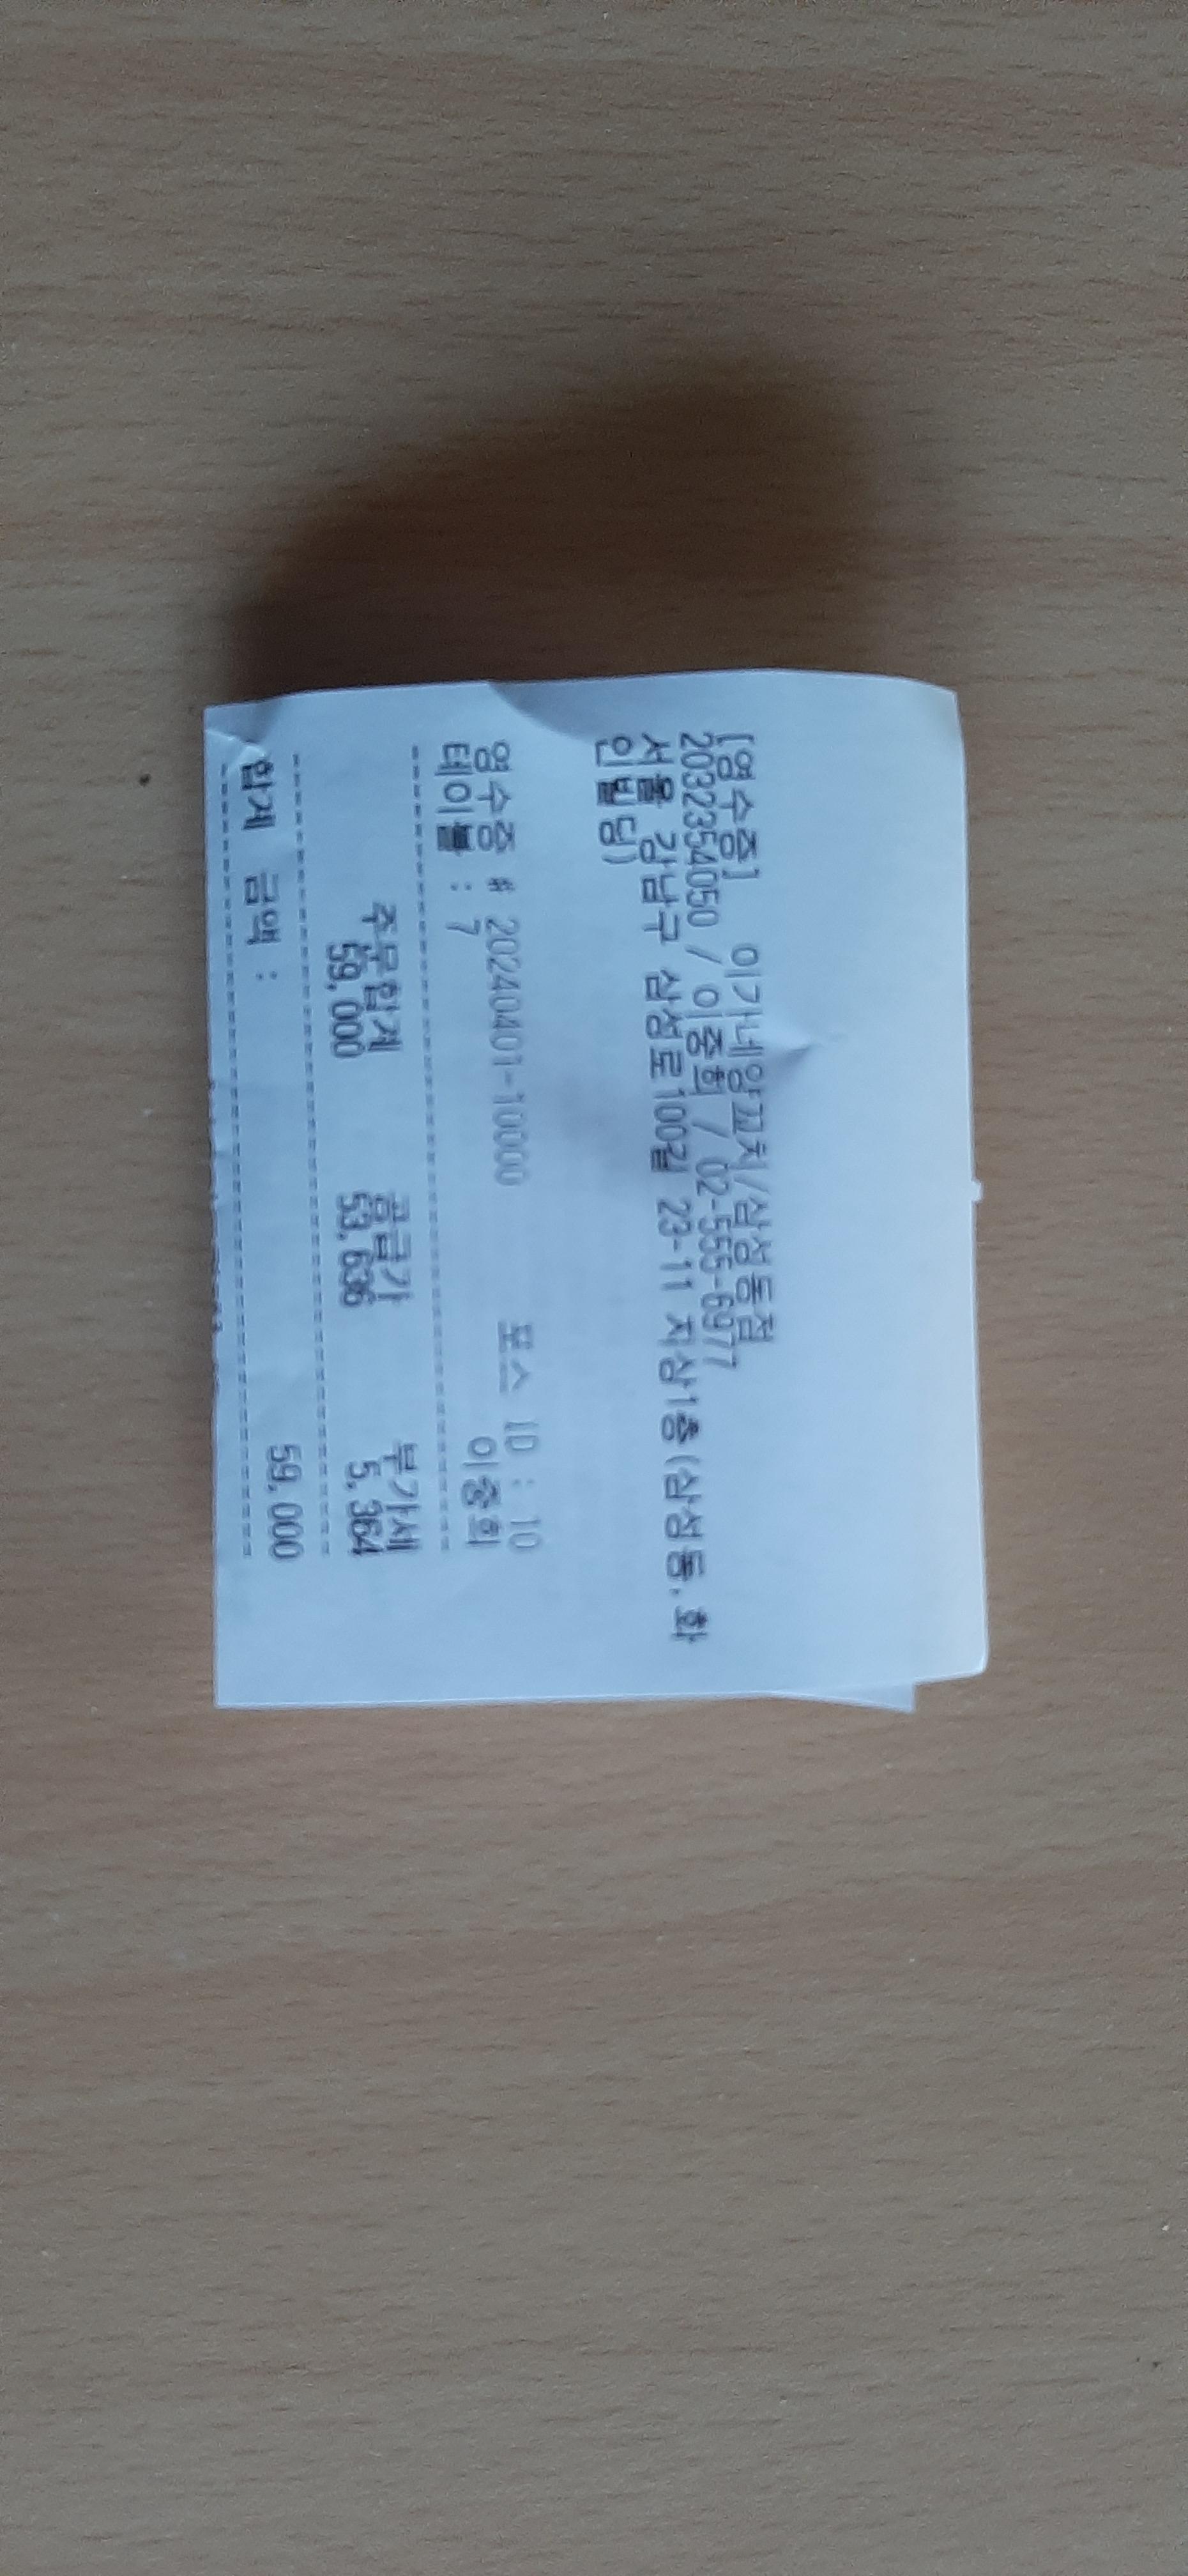 [영수증] 이가네양꼬치/삼성동점
2032354050 / 이중희 / 02-555-6977
서울 강남구 삼성로100길 23-11 지상1층(삼성동,화
인빌딩)
영수증 # 20240401-10000 포스 ID : 10
테이블 : 7 이중희
주문합계 공급가 부가세
59,000 53,636 5,364
합계 금액 : 59,000